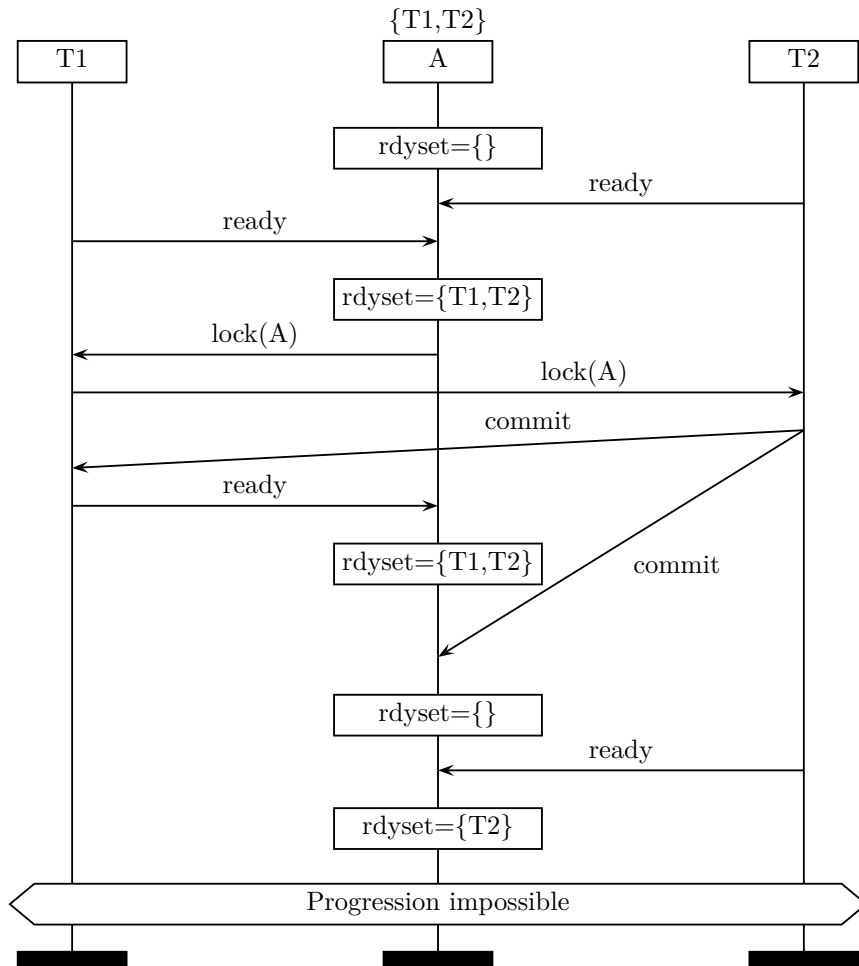 {T1,T2}
T1
A
T2
rdyset={}
ready
ready
rdyset={T1,T2}
lock(A)
lock(A)
commit
ready
rdyset={T1,T2}
commit
rdyset={}
ready
rdyset={T2}
Progression impossible